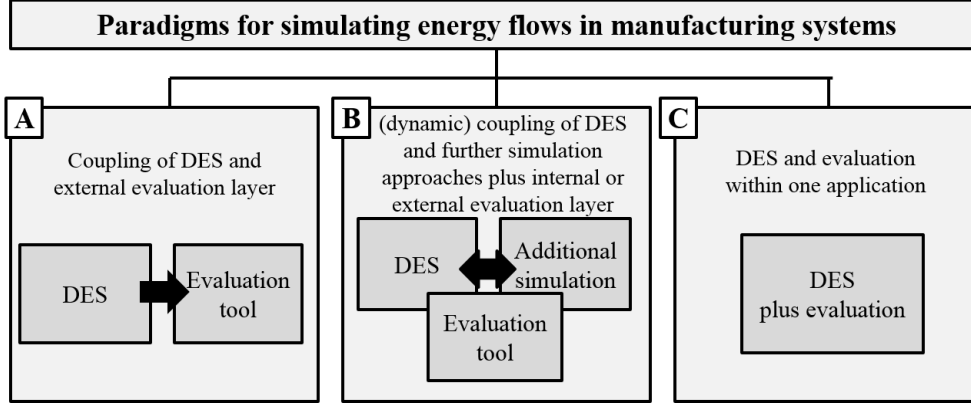 Paradigms for simulating energy flows in manufacturing systems
A
Coupling of DES and
external evaluation layer
DES
Evaluation
tool
B
(dynamic) coupling of DES
and further simulation
approaches plus internal or
external evaluation layer
DES
Additional
simulation
Evaluation
tool
C
DES and evaluation
within one application
DES
plus evaluation